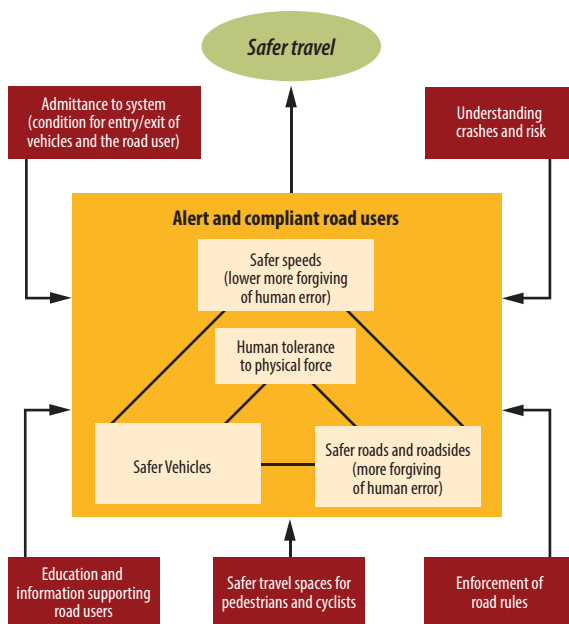 Safer travel
Admittance to system
(condition for entry/exit of
vehicles and the road user)
Understanding
crashes and risk
Alert and compliant road users
Safer speeds
(lower more forgiving
of human error)
Human tolerance
to physical force
Safer Vehicles
Safer roads and roadsides
(more forgiving
of human error)
Education and
information supporting
road users
Safer travel spaces for
pedestrians and cyclists
Enforcement of
road rules